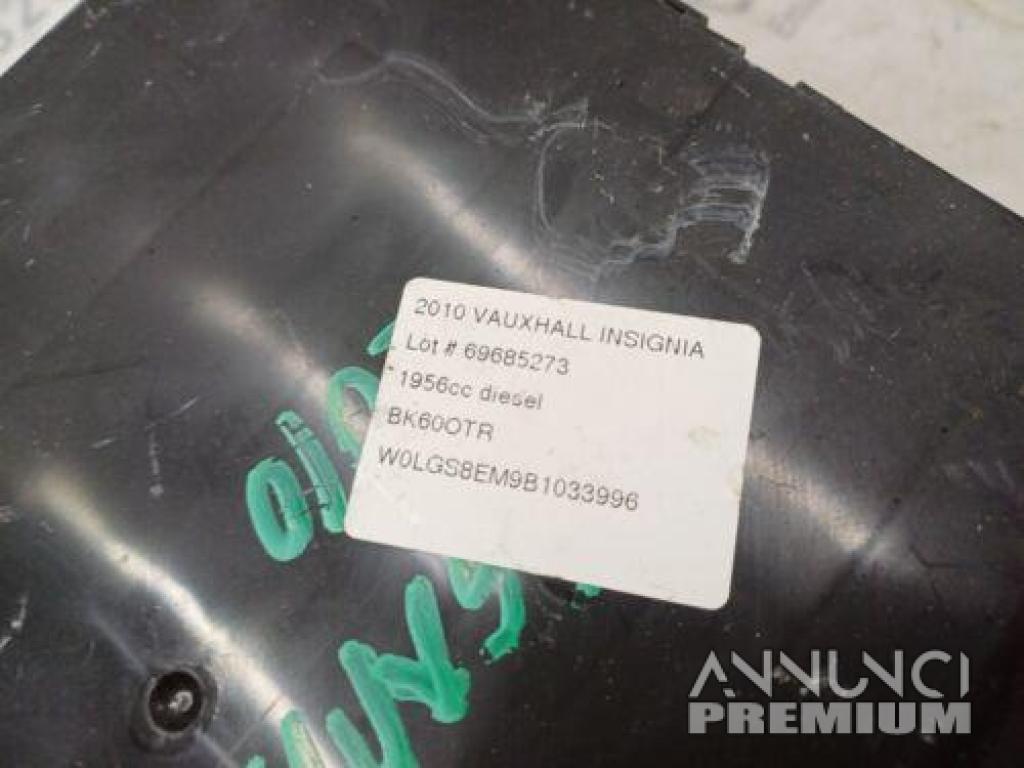 2010 VAUXHALL INSIGNIA
Lot # 69685273
1956cc diesel
BK60OTR
W0LGS8EM9B1033996
ANNUNCI
PREMIUM